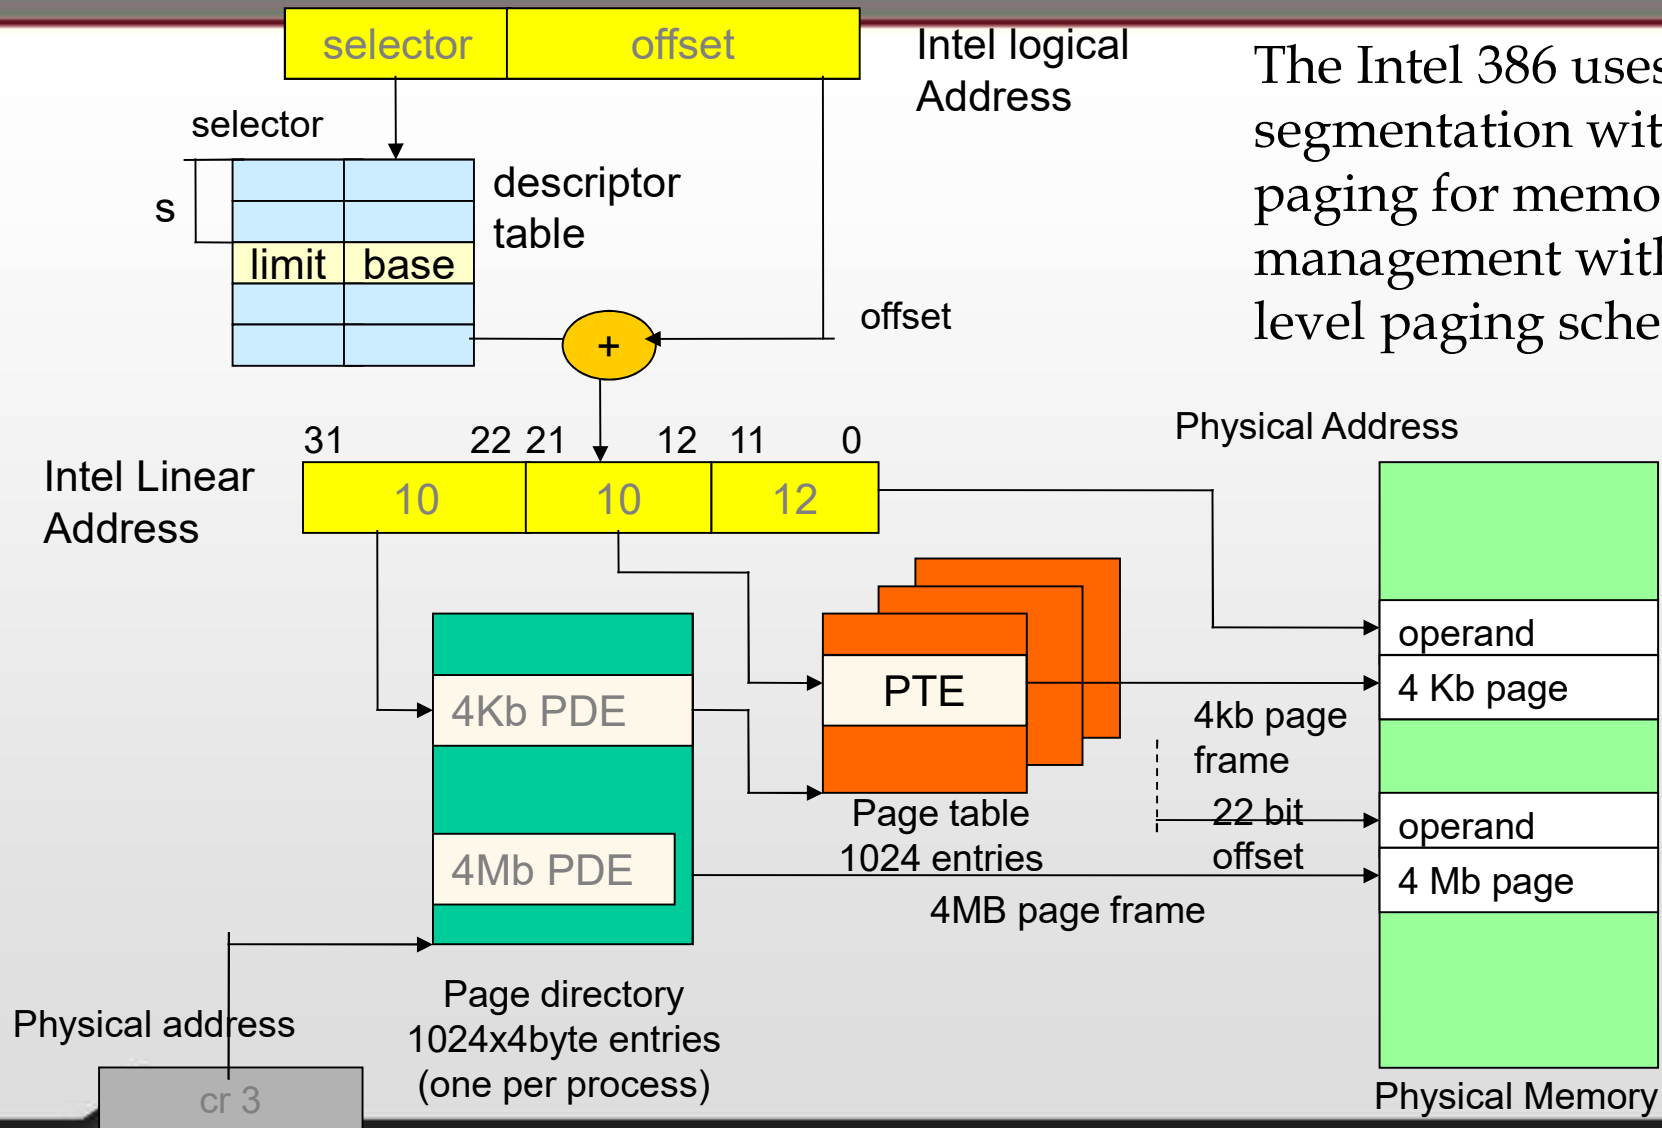 selector offset
Intel logical
Address
The Intel 386 uses
segmentation wit
paging for memo
management with
level paging sche
selector
s
descriptor
table
limit base
offset
+
31 22 21 12 11 0
Intel Linear
Address
10 10 12
Physical Address
operand
4 Kb page
4Kb PDE
PTE
4kb page
frame
22 bit
offset
operand
4 Mb page
Page table
1024 entries
4Mb PDE
4MB page frame
Page directory
1024x4byte entries
(one per process)
Physical address
cr 3
Physical Memory